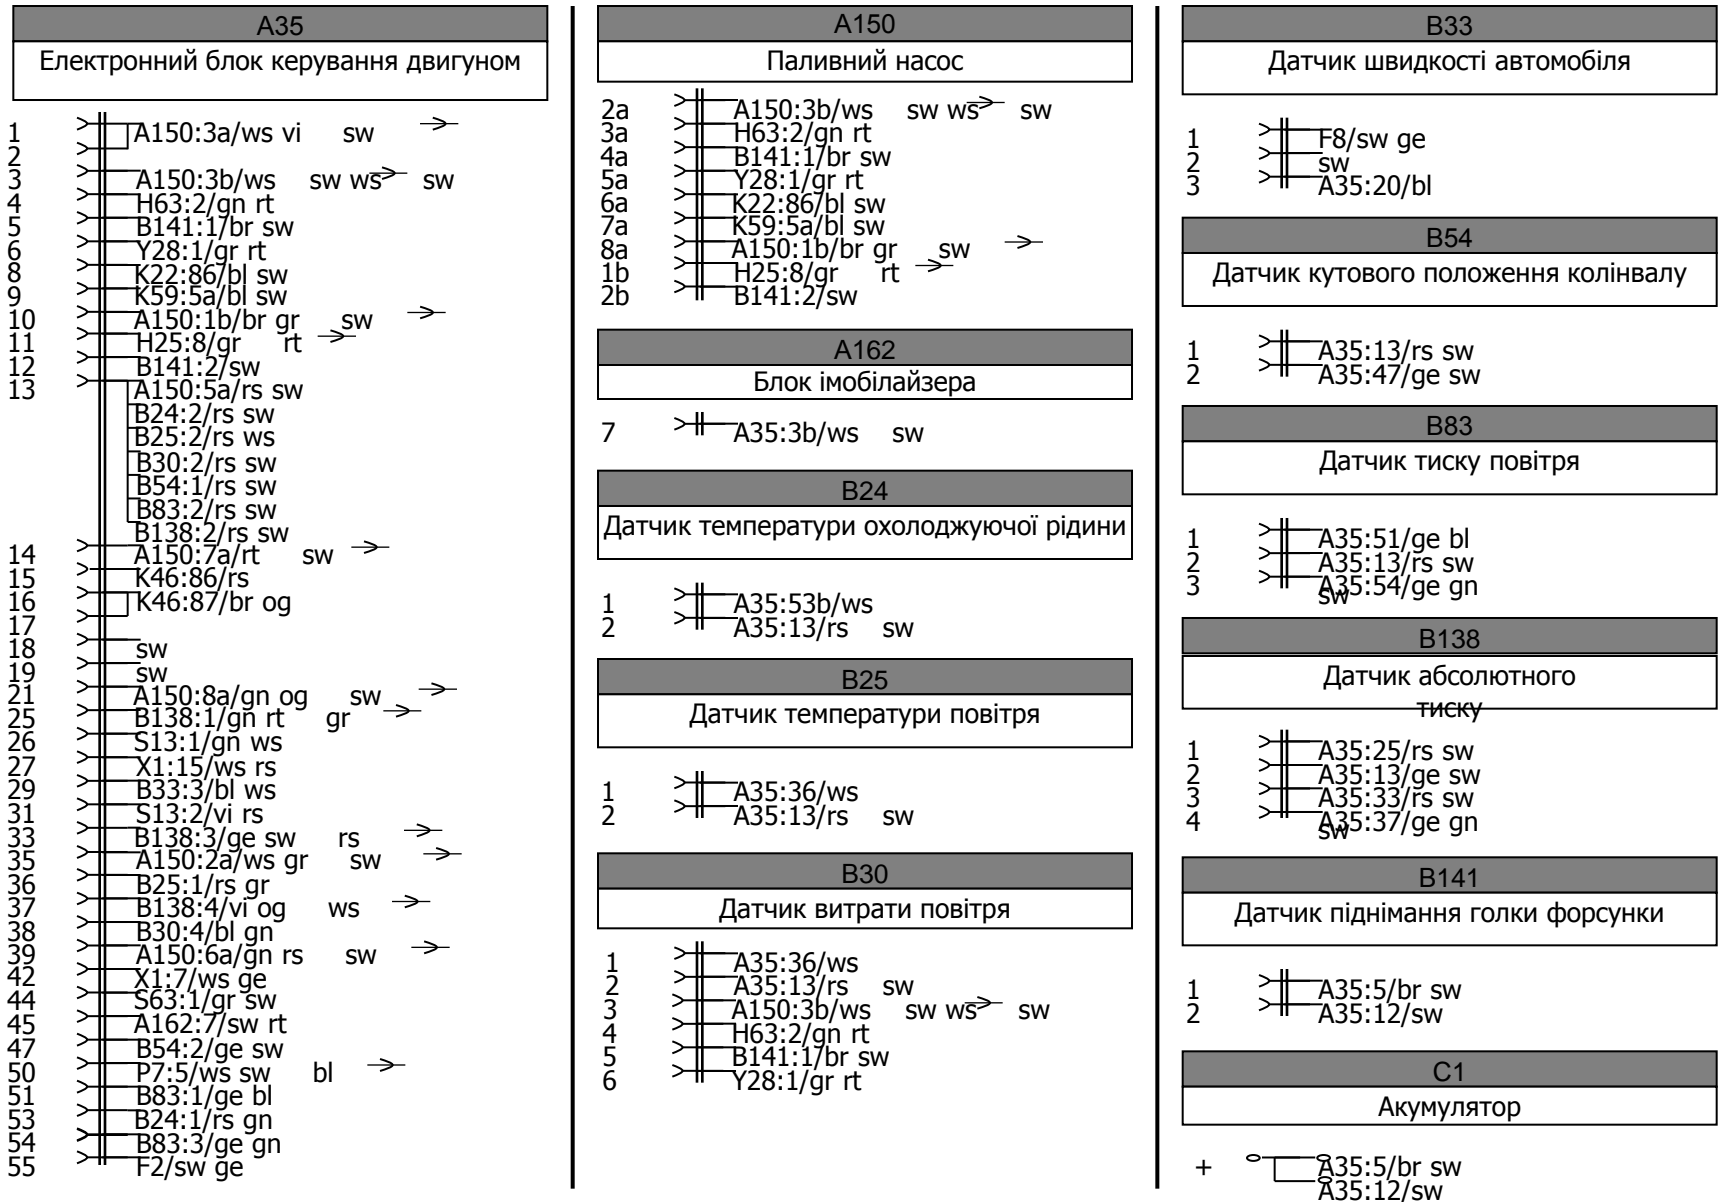 A35
Електронний блок керування двигуном
1 A150:3a/ws vi sw
2
3 A150:3b/ws sw ws sw
4 H63:2/gn rt
5 B141:1/br sw
6 Y28:1/gr rt
8 K22:86/bl sw
9 K59:5a/bl sw
10 A150:1b/br gr sw
11 H25:8/gr rt
12 B141:2/sw
13 A150:5a/rs sw
B24:2/rs sw
B25:2/rs ws
B30:2/rs sw
B54:1/rs sw
B83:2/rs sw
B138:2/rs sw
14 A150:7a/rt sw
15 K46:86/rs
16 K46:87/br og
17
18 sw
19 sw
21 A150:8a/gn og sw
25 B138:1/gn rt gr
26 S13:1/gn ws
27 X1:15/ws rs
29 B33:3/bl ws
31 S13:2/vi rs
33 B138:3/ge sw rs
35 A150:2a/ws gr sw
36 B25:1/rs gr
37 B138:4/vi og ws
38 B30:4/bl gn
39 A150:6a/gn rs sw
42 X1:7/ws ge
44 S63:1/gr sw
45 A162:7/sw rt
47 B54:2/ge sw
50 P7:5/ws sw bl
51 B83:1/ge bl
53 B24:1/rs gn
54 B83:3/ge gn
55 F2/sw ge
A150
Паливний насос
2a A150:3b/ws sw ws sw
3a H63:2/gn rt
4a B141:1/br sw
5a Y28:1/gr rt
6a K22:86/bl sw
7a K59:5a/bl sw
8a A150:1b/br gr sw
1b H25:8/gr rt
2b B141:2/sw
A162
Блок імобілайзера
7 A35:3b/ws sw
B24
Датчик температури охолоджуючої рідини
1 A35:53b/ws
2 A35:13/rs sw
B25
Датчик температури повітря
1 A35:36/ws
2 A35:13/rs sw
B30
Датчик витрати повітря
1 A35:36/ws
2 A35:13/rs sw
3 A150:3b/ws sw ws sw
4 H63:2/gn rt
5 B141:1/br sw
6 Y28:1/gr rt
B33
Датчик швидкості автомобіля
1 F8/sw ge
2 sw
3 A35:20/bl
B54
Датчик кутового положення колінвалу
1 A35:13/rs sw
2 A35:47/ge sw
B83
Датчик тиску повітря
1 A35:51/ge bl
2 A35:13/rs sw
3 A35:54/ge gn
sw
B138
Датчик абсолютного
тиску
1 A35:25/rs sw
2 A35:13/ge sw
3 A35:33/rs sw
4 A35:37/ge gn
sw
B141
Датчик піднімання голки форсунки
1 A35:5/br sw
2 A35:12/sw
C1
Акумулятор
+ A35:5/br sw
A35:12/sw